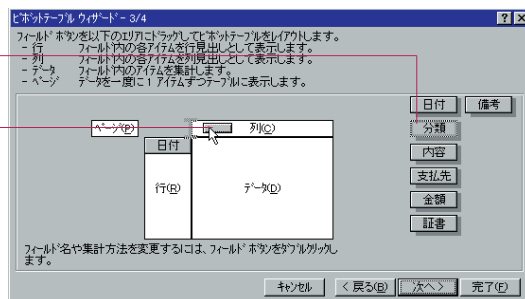 ピボットテーブル ウィザード - 3/4
フィールド ボタンを以下のエリアにドラッグしてピボットテーブルをレイアウトします。
- 行 フィールド内の各アイテムを行見出しとして表示します。
- 列 フィールド内の各アイテムを列見出しとして表示します。
- データ フィールド内のアイテムを集計します。
- ページ データを一度に 1 アイテムずつテーブルに表示します。
日付 備考
ページ(P) 列(C) 分類
日付 内容
行(R) データ(D) 支払先
金額
証書
フィールド名や集計方法を変更するには、フィールド ボタンをダブルクリックし
ます。
キャンセル < 戻る(B) 次へ > 完了(F)